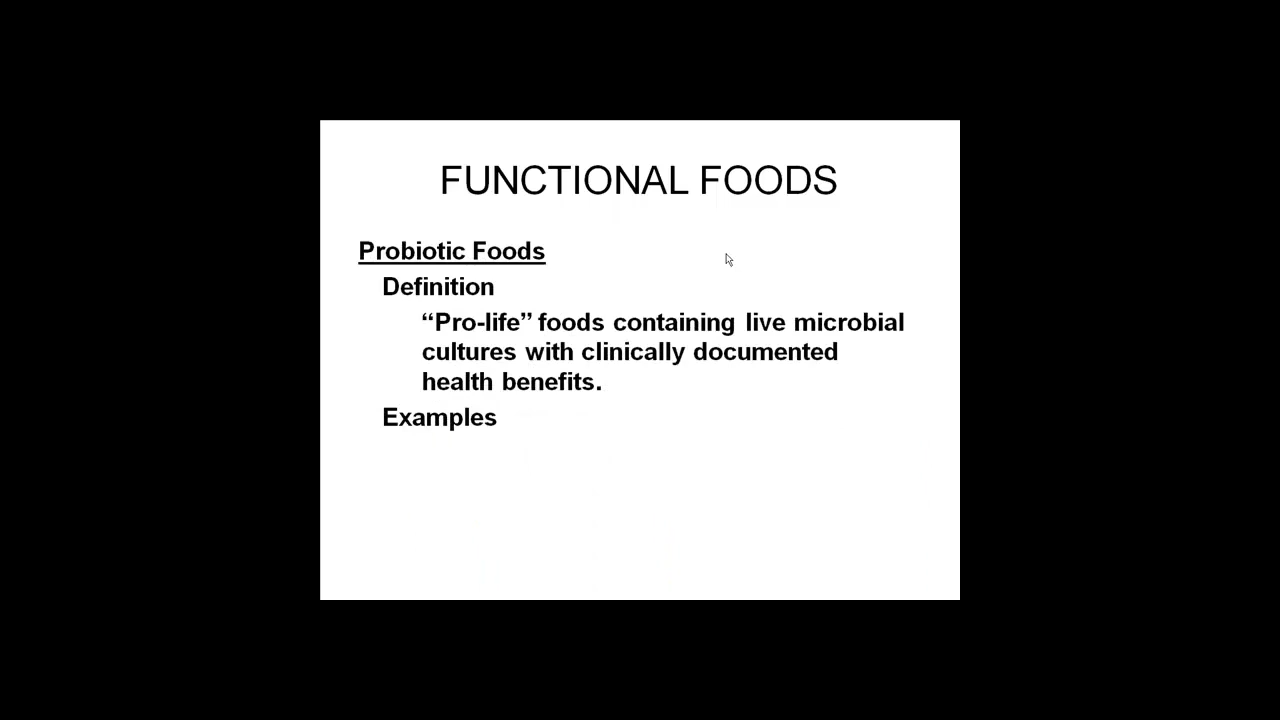 FUNCTIONAL FOODS
Probiotic Foods
Definition
“Pro-life” foods containing live microbial
cultures with clinically documented
health benefits.
Examples